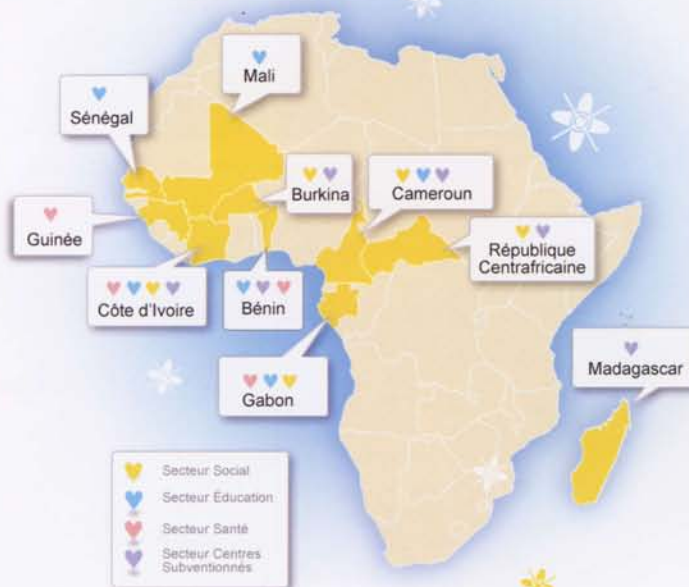 Mali
Sénégal
Burkina
Cameroun
Guinée
République
Centrafricaine
Côte d'Ivoire
Bénin
Madagascar
Gabon
Secteur Social
Secteur Éducation
Secteur Santé
Secteur Centres
Subventionnés